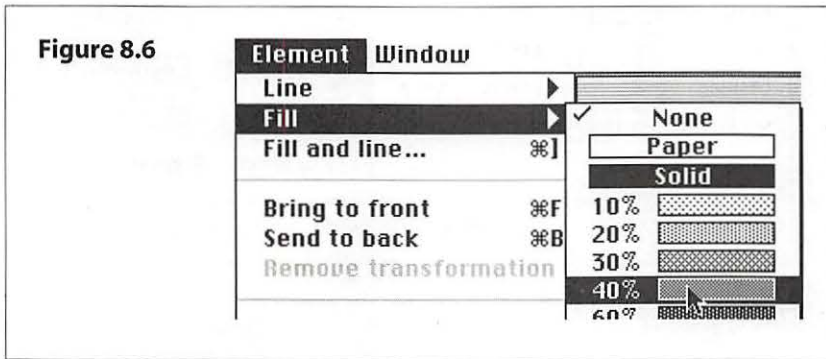 Figure 8.6
Element Window
Line
Fill
Fill and line... ⌘]
Bring to front ⌘F
Send to back ⌘B
Remove transformation
None
Paper
Solid
10%
20%
30%
40%
60%